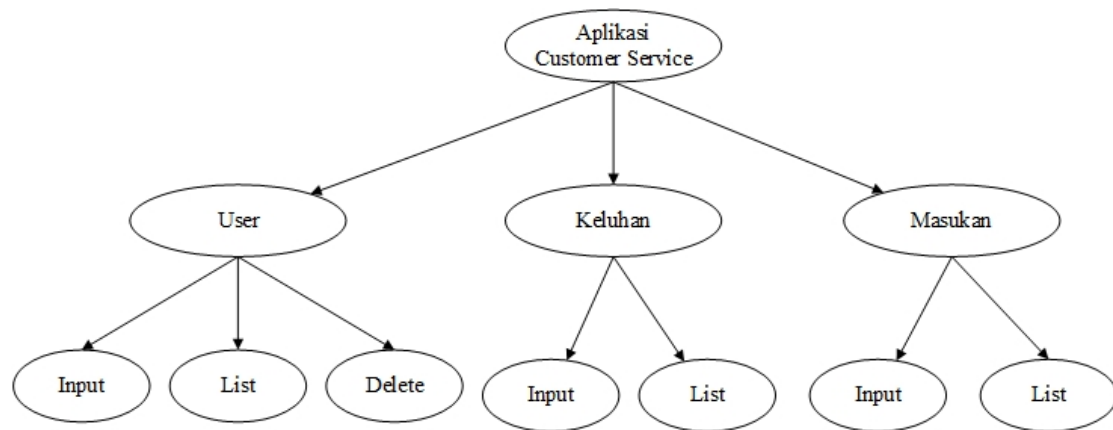 Aplikasi
Customer Service
User
Keluhan
Masukan
Input
List
Delete
Input
List
Input
List